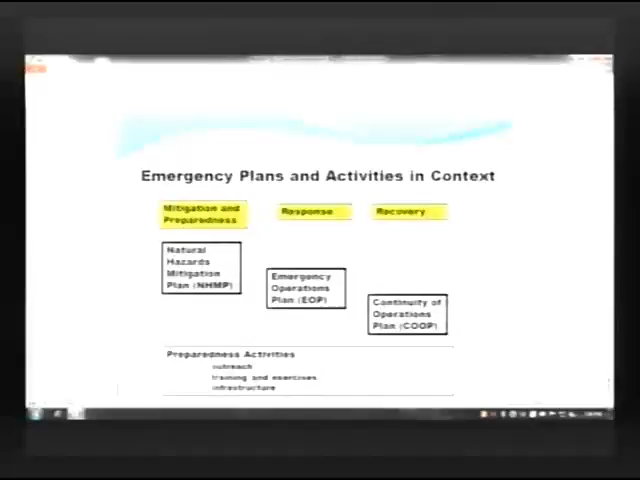 Emergency Plans and Activities in Context
Mitigation and
Preparedness
Response
Recovery
Natural
Hazards
Mitigation
Plan (NHMP)
Emergency
Operations
Plan (EOP)
Continuity of
Operations
Plan (COOP)
Preparedness Activities
outreach
training and exercises
infrastructure